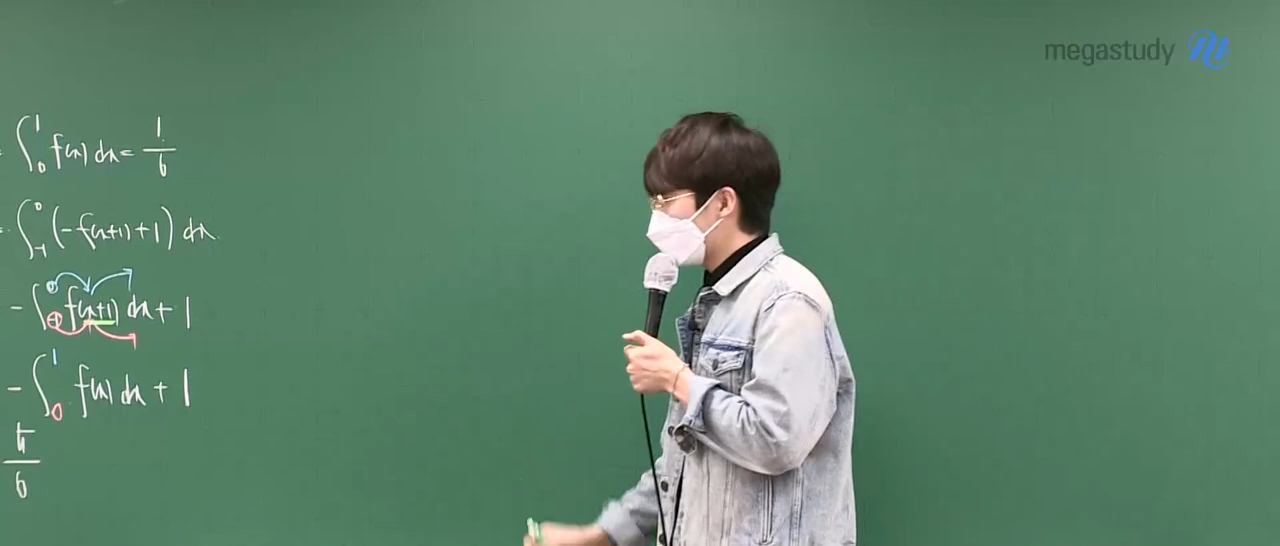 megastudy M
= ∫₀¹ f(x) dx = 1/6
= ∫₋₁⁰ (-f(x+1)+1) dx
- ∫₋₁⁰ f(x+1) dx + 1
- ∫₀¹ f(x) dx + 1
5/6